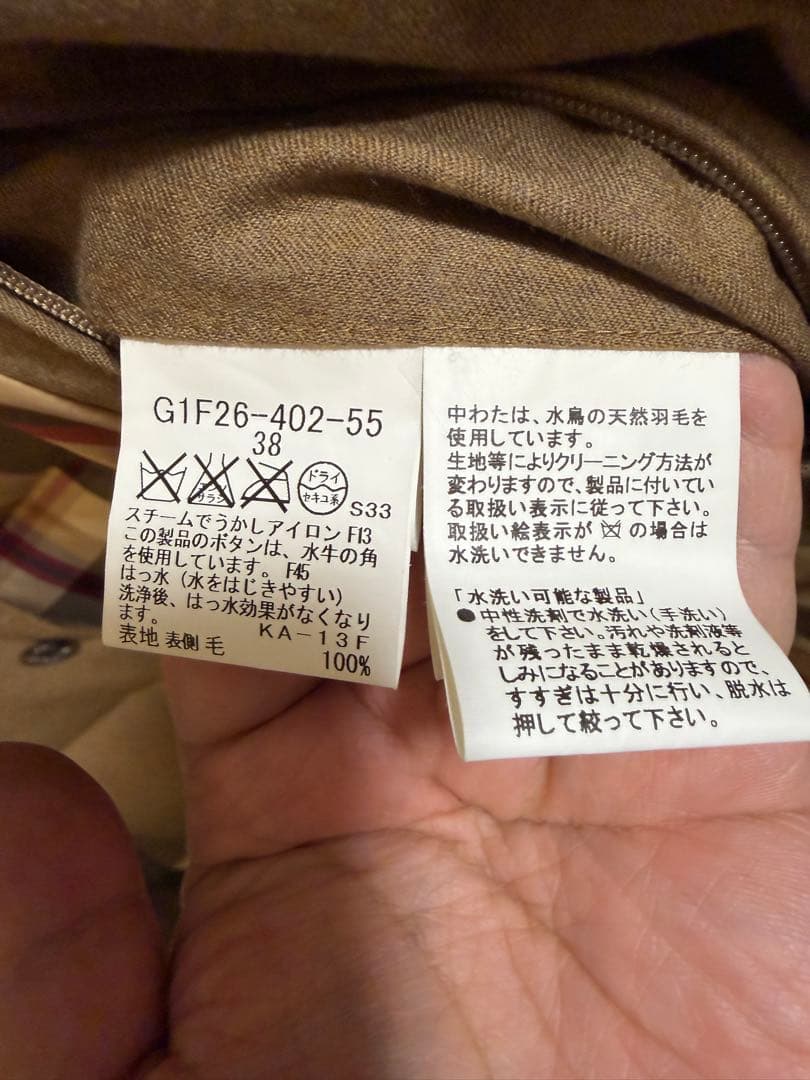 G1F26-402-55
38
エンソ
サラシ
ドライ
セキユ系
S33
スチームでうかしアイロン F13
この製品のボタンは、水牛の角
を使用しています。 F45
はっ水（水をはじきやすい）
洗浄後、はっ水効果がなくなり
ます。 KA-13F
表地 表側 毛 100%
中わたは、水鳥の天然羽毛を
使用しています。
生地等によりクリーニング方法が
変わりますので、製品に付いてい
る取扱い表示に従って下さい。
取扱い絵表示が の場合は
水洗いできません。
「水洗い可能な製品」
●中性洗剤で水洗い（手洗い）
をして下さい。汚れや洗剤液等
が残ったまま乾燥されると
しみになることがありますので、
すすぎは十分に行い、脱水は
押して絞って下さい。